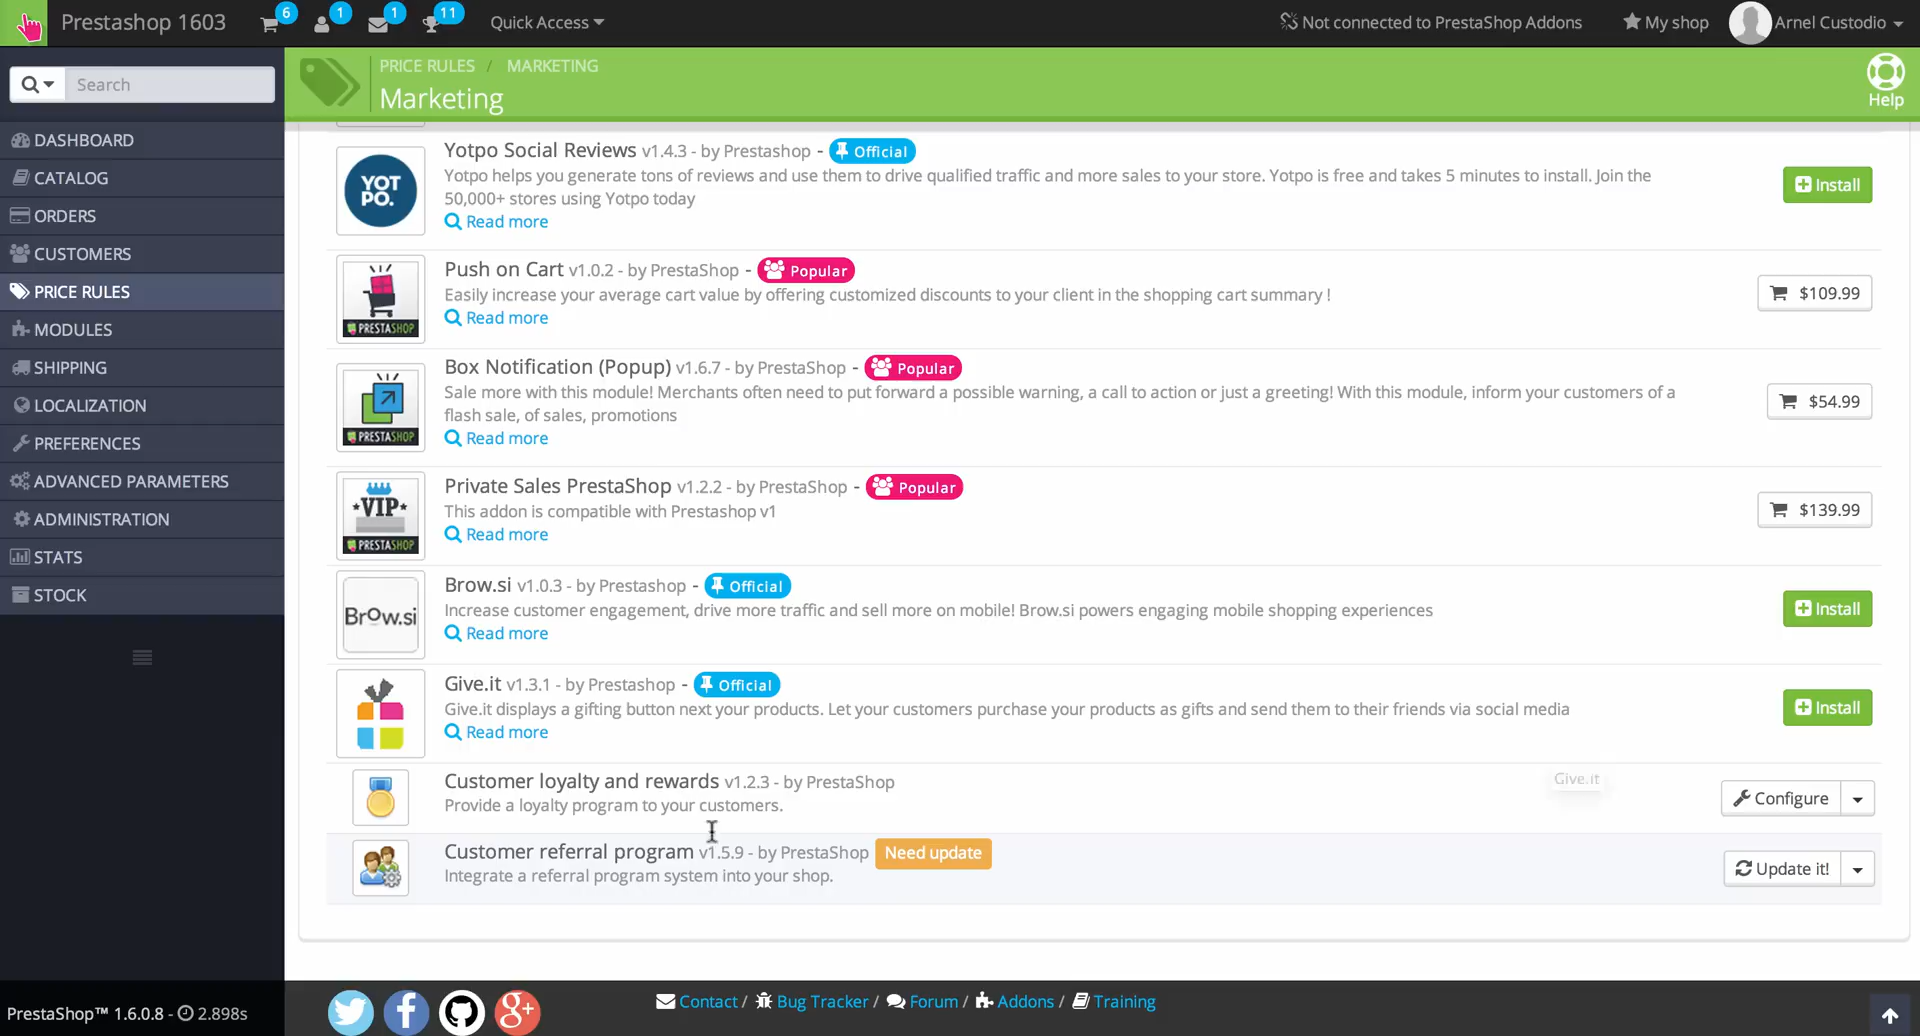 Prestashop 1603 6 1 1 11 Quick Access Not connected to PrestaShop Addons My shop Arnel Custodio
Search
PRICE RULES / MARKETING
Marketing
Help
DASHBOARD
CATALOG
ORDERS
CUSTOMERS
PRICE RULES
MODULES
SHIPPING
LOCALIZATION
PREFERENCES
ADVANCED PARAMETERS
ADMINISTRATION
STATS
STOCK
YOT
PO.
Yotpo Social Reviews v1.4.3 - by Prestashop - Official
Yotpo helps you generate tons of reviews and use them to drive qualified traffic and more sales to your store. Yotpo is free and takes 5 minutes to install. Join the
50,000+ stores using Yotpo today
Read more
Install
PRESTASHOP
Push on Cart v1.0.2 - by PrestaShop - Popular
Easily increase your average cart value by offering customized discounts to your client in the shopping cart summary !
Read more
$109.99
PRESTASHOP
Box Notification (Popup) v1.6.7 - by PrestaShop - Popular
Sale more with this module! Merchants often need to put forward a possible warning, a call to action or just a greeting! With this module, inform your customers of a
flash sale, of sales, promotions
Read more
$54.99
VIP
PRESTASHOP
Private Sales PrestaShop v1.2.2 - by PrestaShop - Popular
This addon is compatible with Prestashop v1
Read more
$139.99
Brow.si
Brow.si v1.0.3 - by Prestashop - Official
Increase customer engagement, drive more traffic and sell more on mobile! Brow.si powers engaging mobile shopping experiences
Read more
Install
Give.it v1.3.1 - by Prestashop - Official
Give.it displays a gifting button next your products. Let your customers purchase your products as gifts and send them to their friends via social media
Read more
Install
Customer loyalty and rewards v1.2.3 - by PrestaShop
Provide a loyalty program to your customers.
Give.it
Configure
Customer referral program v1.5.9 - by PrestaShop Need update
Integrate a referral program system into your shop.
Update it!
PrestaShop™ 1.6.0.8 - 2.898s
Contact / Bug Tracker / Forum / Addons / Training